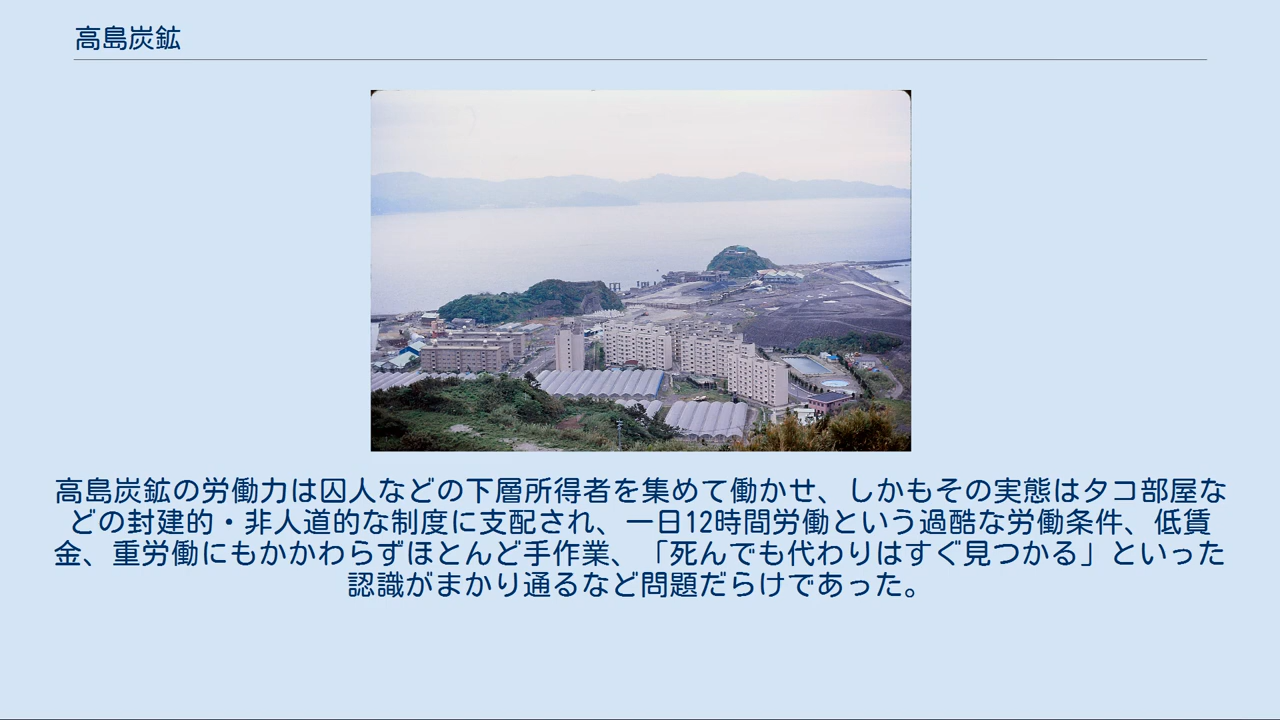 高島炭鉱
高島炭鉱の労働力は囚人などの下層所得者を集めて働かせ、しかもその実態はタコ部屋な
どの封建的・非人道的な制度に支配され、一日12時間労働という過酷な労働条件、低賃
金、重労働にもかかわらずほとんど手作業、「死んでも代わりはすぐ見つかる」といった
認識がまかり通るなど問題だらけであった。